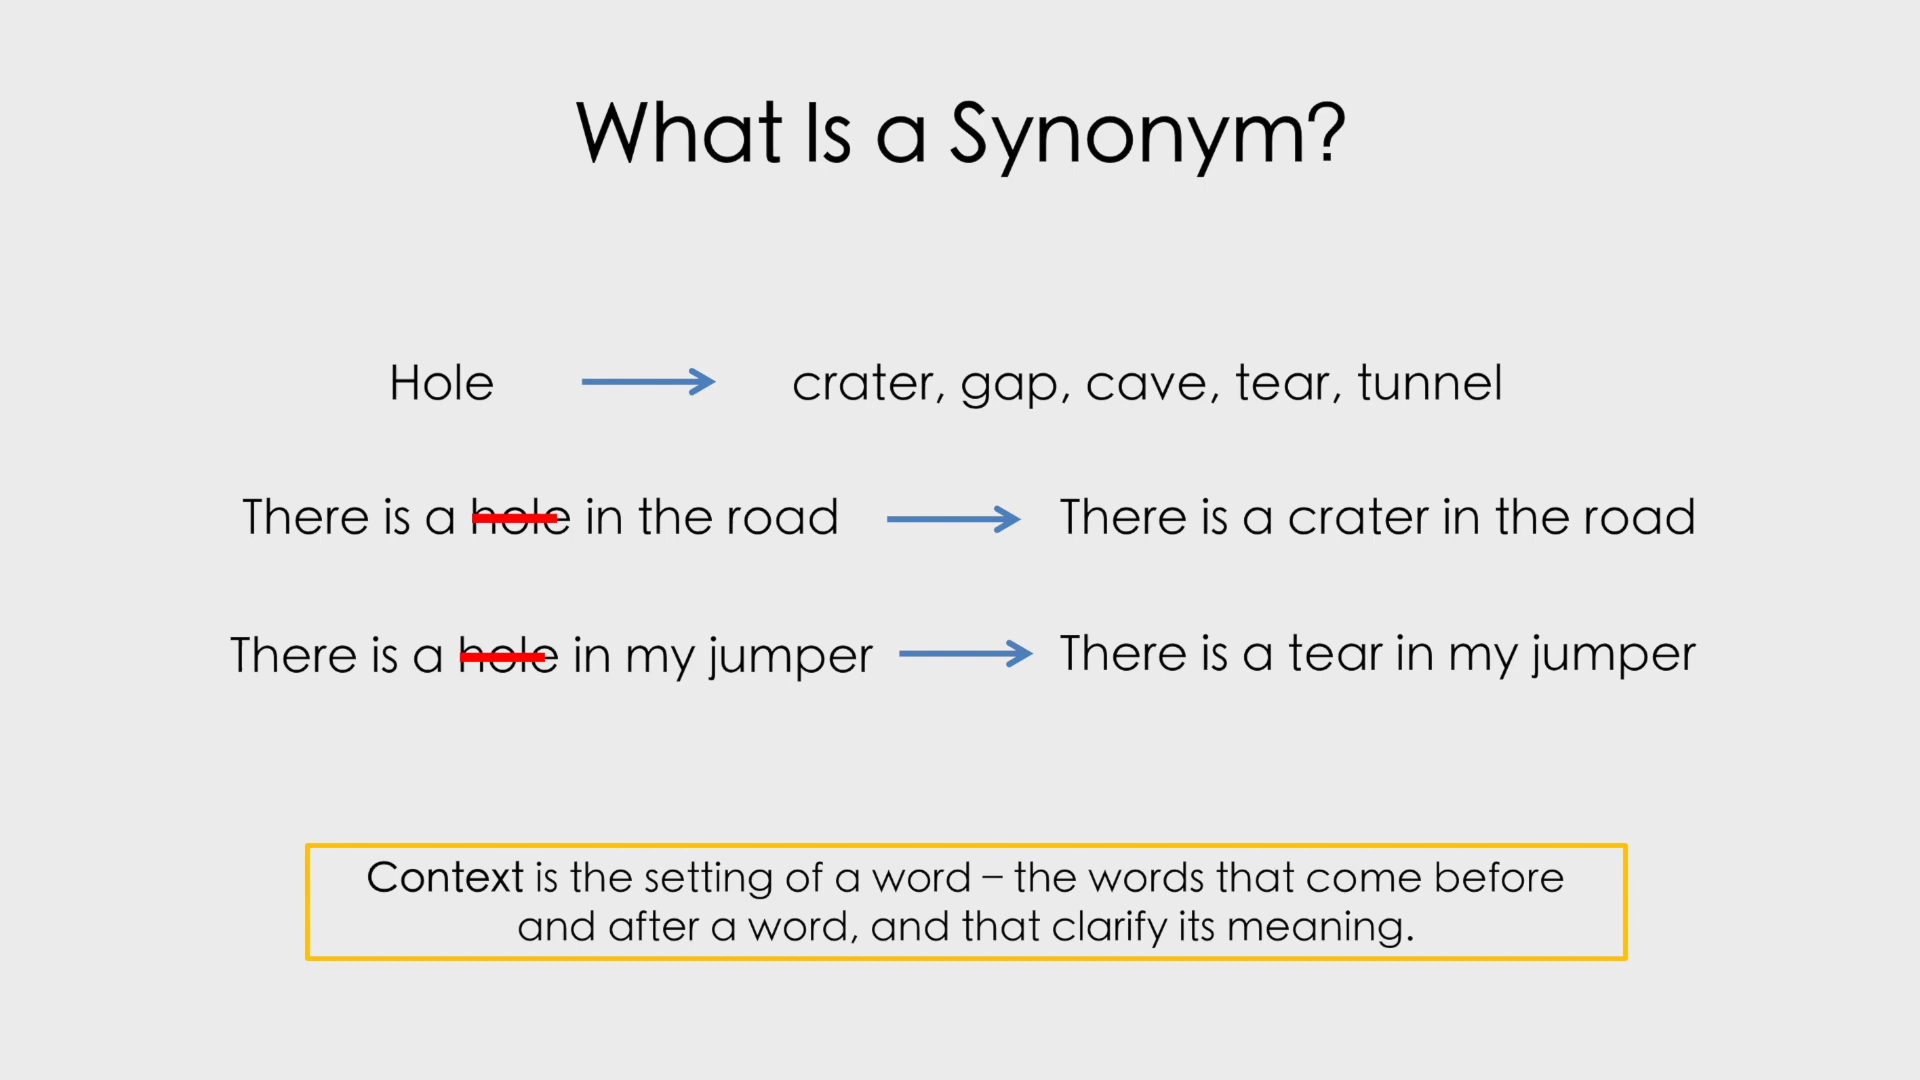 What Is a Synonym?
Hole crater, gap, cave, tear, tunnel
There is a hole in the road There is a crater in the road
There is a hole in my jumper There is a tear in my jumper
Context is the setting of a word – the words that come before
and after a word, and that clarify its meaning.